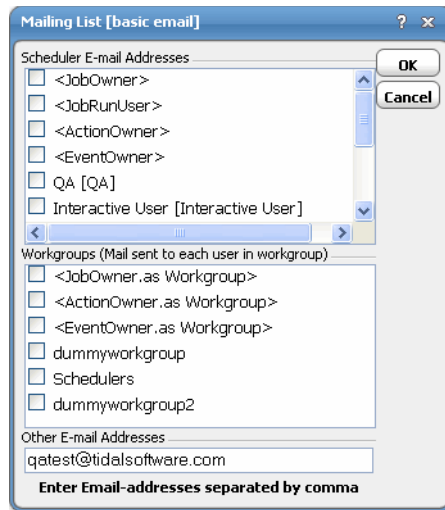 Mailing List [basic email]
Scheduler E-mail Addresses
OK
Cancel
<JobOwner>
<JobRunUser>
<ActionOwner>
<EventOwner>
QA [QA]
Interactive User [Interactive User]
Workgroups (Mail sent to each user in workgroup)
<JobOwner.as Workgroup>
<ActionOwner.as Workgroup>
<EventOwner.as Workgroup>
dummyworkgroup
Schedulers
dummyworkgroup2
Other E-mail Addresses
qatest@tidalsoftware.com
Enter Email-addresses separated by comma